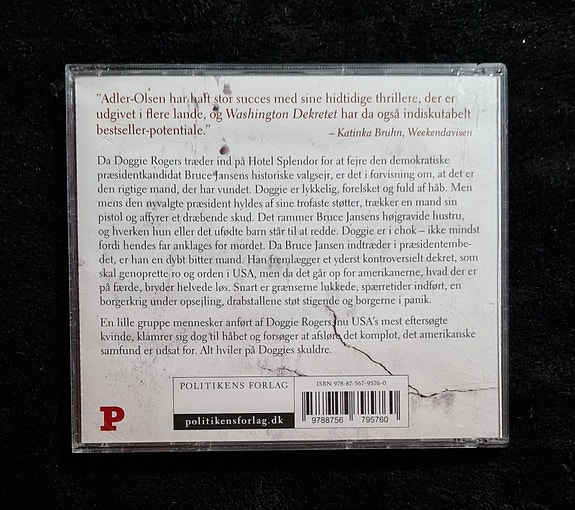 "Adler-Olsen har haft stor succes med sine hidtidige thrillere, der er
udgivet i flere lande, og Washington Dekretet har da også indiskutabelt
bestseller-potentiale."
– Katinka Bruhn, Weekendavisen
Da Doggie Rogers træder ind på Hotel Splendor for at fejre den demokratiske
præsidentkandidat Bruce Jansens historiske valgsejr, er det i forvisning om, at det er
den rigtige mand, der har vundet. Doggie er lykkelig, forelsket og fuld af håb. Men
mens den nyvalgte præsident hyldes af sine trofaste støtter, trækker en mand sin
pistol og affyrer et dræbende skud. Det rammer Bruce Jansens højgravide hustru,
og hverken hun eller det ufødte barn står til at redde. Doggie er i chok – ikke mindst
fordi hendes far anklages for mordet. Da Bruce Jansen indtræder i præsidentembe-
det, er han en dybt bitter mand. Han fremlægger et yderst kontroversielt dekret, som
skal genoprette ro og orden i USA, men da det går op for amerikanerne, hvad der er
på færde, bryder helvede løs. Snart er grænserne lukkede, spærretider indført, en
borgerkrig under opsejling, drabstallene støt stigende og borgerne i panik.
En lille gruppe mennesker anført af Doggie Rogers, nu USA's mest eftersøgte
kvinde, klamrer sig dog til håbet og forsøger at afsløre det komplot, det amerikanske
samfund er udsat for. Alt hviler på Doggies skuldre.
POLITIKENS FORLAG
politikensforlag.dk
ISBN 978-87-567-9576-0
9788756 795760
P